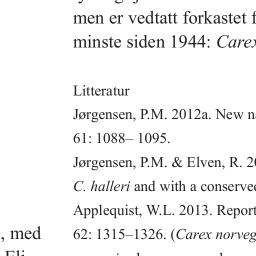 men er vedtatt forkastet f
minste siden 1944: Carex
Litteratur
Jørgensen, P.M. 2012a. New n
61: 1088– 1095.
Jørgensen, P.M. & Elven, R. 20
C. halleri and with a conserved
Applequist, W.L. 2013. Report
, med
62: 1315–1326. (Carex norveg